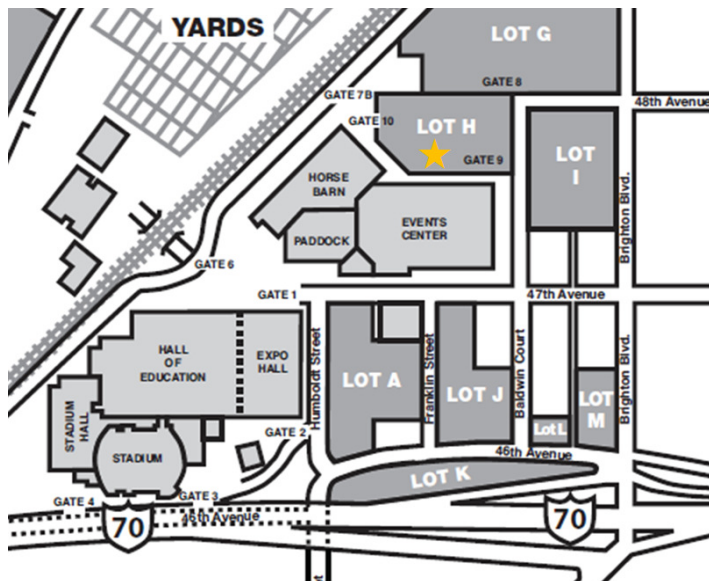 YARDS
LOT G
GATE 8
GATE 7B
48th Avenue
GATE 10
LOT H
GATE 9
LOT
I
HORSE
BARN
EVENTS
CENTER
PADDOCK
Brighton Blvd.
GATE 6
GATE 1
47th Avenue
HALL
OF
EDUCATION
EXPO
HALL
Humboldt Street
LOT A
Franklin Street
LOT J
Baldwin Court
LOT
M
Brighton Blvd.
STADIUM
HALL
Lot L
GATE 2
STADIUM
46th Avenue
LOT K
GATE 4
GATE 3
70
46th Avenue
70